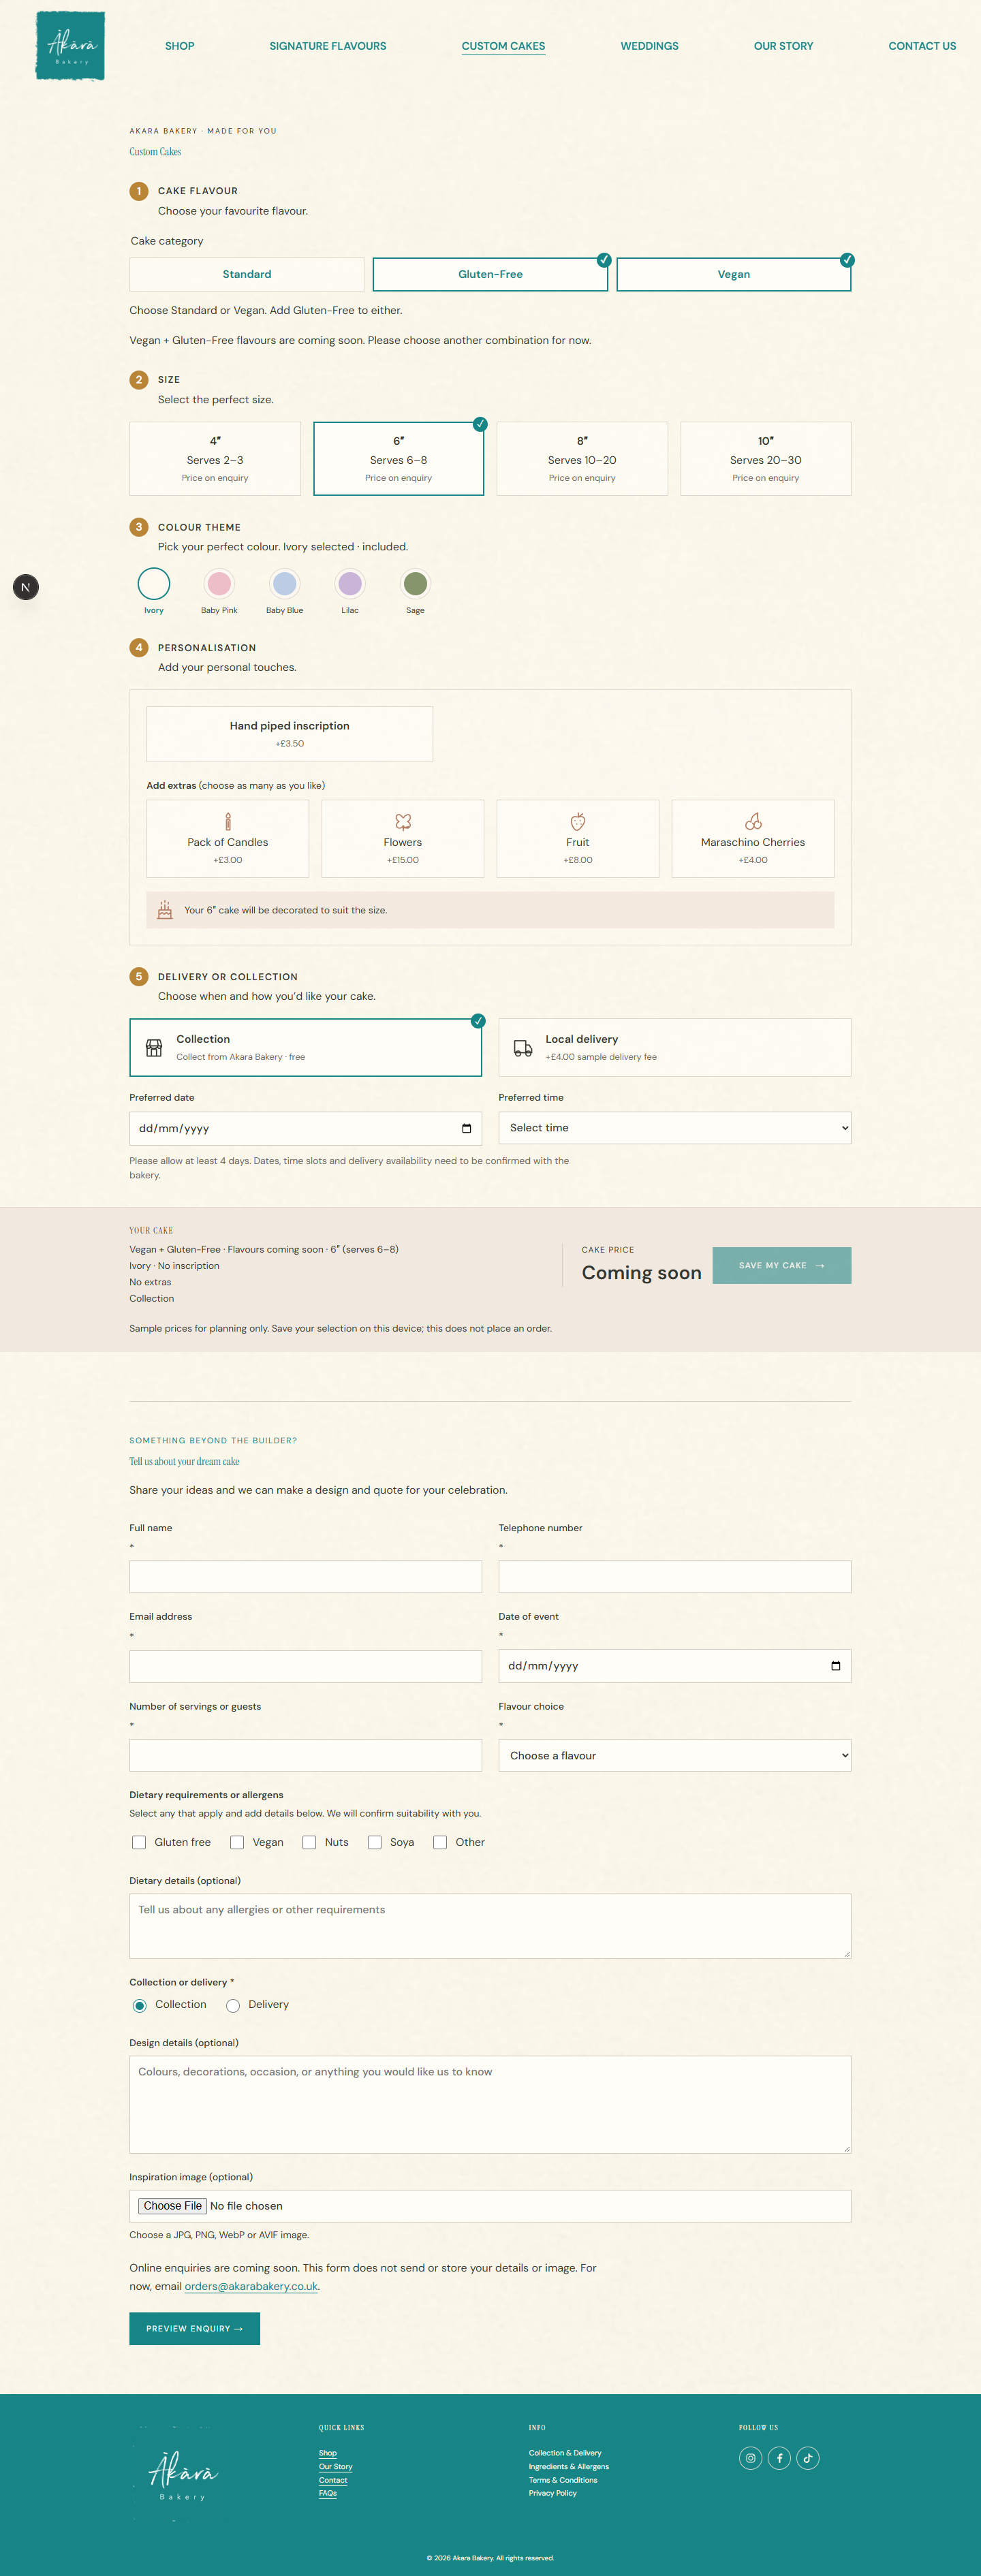 Àkàrà
Bakery
SHOP
SIGNATURE FLAVOURS
CUSTOM CAKES
WEDDINGS
OUR STORY
CONTACT US
AKARA BAKERY · MADE FOR YOU
Custom Cakes
1 CAKE FLAVOUR
Choose your favourite flavour.
Cake category
Standard
Gluten-Free
Vegan
Choose Standard or Vegan. Add Gluten-Free to either.
Vegan + Gluten-Free flavours are coming soon. Please choose another combination for now.
2 SIZE
Select the perfect size.
4″
Serves 2–3
Price on enquiry
6″
Serves 6–8
Price on enquiry
8″
Serves 10–20
Price on enquiry
10″
Serves 20–30
Price on enquiry
3 COLOUR THEME
Pick your perfect colour. Ivory selected · included.
N
Ivory
Baby Pink
Baby Blue
Lilac
Sage
4 PERSONALISATION
Add your personal touches.
Hand piped inscription
+£3.50
Add extras (choose as many as you like)
Pack of Candles
+£3.00
Flowers
+£15.00
Fruit
+£8.00
Maraschino Cherries
+£4.00
Your 6″ cake will be decorated to suit the size.
5 DELIVERY OR COLLECTION
Choose when and how you’d like your cake.
Collection
Collect from Akara Bakery · free
Local delivery
+£4.00 sample delivery fee
Preferred date
dd/mm/yyyy
Preferred time
Select time
Please allow at least 4 days. Dates, time slots and delivery availability need to be confirmed with the
bakery.
YOUR CAKE
Vegan + Gluten-Free · Flavours coming soon · 6″ (serves 6–8)
Ivory · No inscription
No extras
Collection
CAKE PRICE
Coming soon
SAVE MY CAKE →
Sample prices for planning only. Save your selection on this device; this does not place an order.
SOMETHING BEYOND THE BUILDER?
Tell us about your dream cake
Share your ideas and we can make a design and quote for your celebration.
Full name
*
Telephone number
*
Email address
*
Date of event
*
dd/mm/yyyy
Number of servings or guests
*
Flavour choice
*
Choose a flavour
Dietary requirements or allergens
Select any that apply and add details below. We will confirm suitability with you.
Gluten free
Vegan
Nuts
Soya
Other
Dietary details (optional)
Tell us about any allergies or other requirements
Collection or delivery *
Collection
Delivery
Design details (optional)
Colours, decorations, occasion, or anything you would like us to know
Inspiration image (optional)
Choose File No file chosen
Choose a JPG, PNG, WebP or AVIF image.
Online enquiries are coming soon. This form does not send or store your details or image. For
now, email orders@akarabakery.co.uk.
PREVIEW ENQUIRY →
Àkàrà
Bakery
QUICK LINKS
Shop
Our Story
Contact
FAQs
INFO
Collection & Delivery
Ingredients & Allergens
Terms & Conditions
Privacy Policy
FOLLOW US
© 2026 Akara Bakery. All rights reserved.